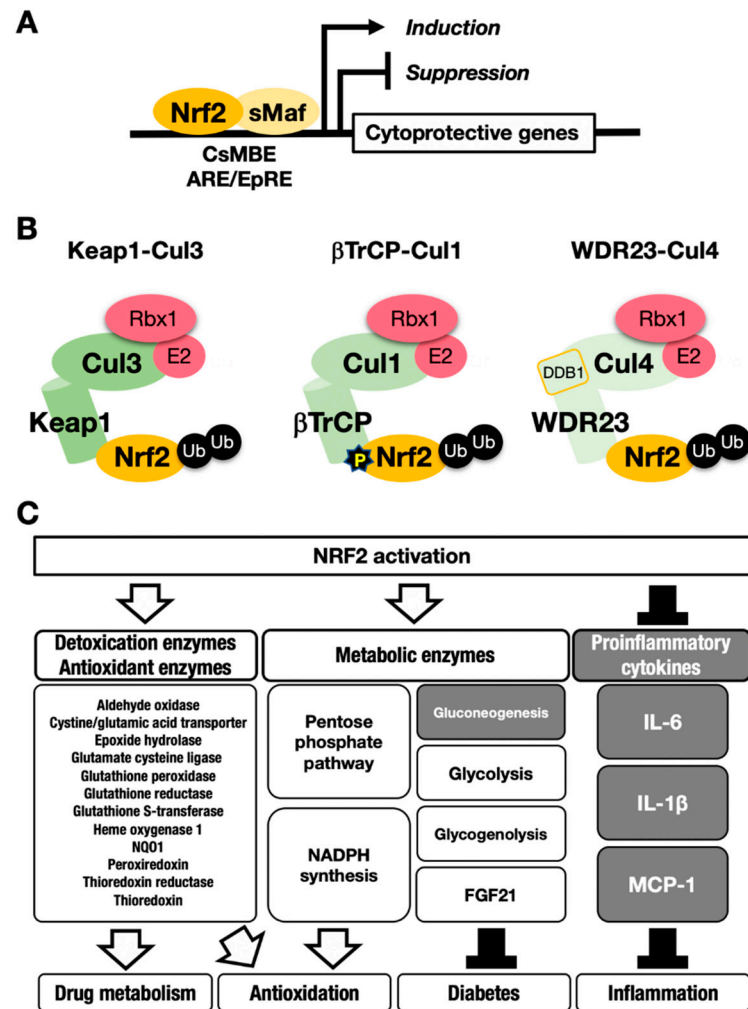 A
Induction
Suppression
Nrf2
sMaf
Cytoprotective genes
CsMBE
ARE/EpRE
B
Keap1-Cul3
βTrCP-Cul1
WDR23-Cul4
Rbx1
Cul3
E2
Keap1
Nrf2
Ub
Ub
Rbx1
Cul1
E2
βTrCP
P
Nrf2
Ub
Ub
Rbx1
DDB1
Cul4
E2
WDR23
Nrf2
Ub
Ub
C
NRF2 activation
Detoxication enzymes
Antioxidant enzymes
Metabolic enzymes
Proinflammatory
cytokines
Aldehyde oxidase
Cystine/glutamic acid transporter
Epoxide hydrolase
Glutamate cysteine ligase
Glutathione peroxidase
Glutathione reductase
Glutathione S-transferase
Heme oxygenase 1
NQO1
Peroxiredoxin
Thioredoxin reductase
Thioredoxin
Pentose
phosphate
pathway
NADPH
synthesis
Gluconeogenesis
Glycolysis
Glycogenolysis
FGF21
IL-6
IL-1β
MCP-1
Drug metabolism
Antioxidation
Diabetes
Inflammation